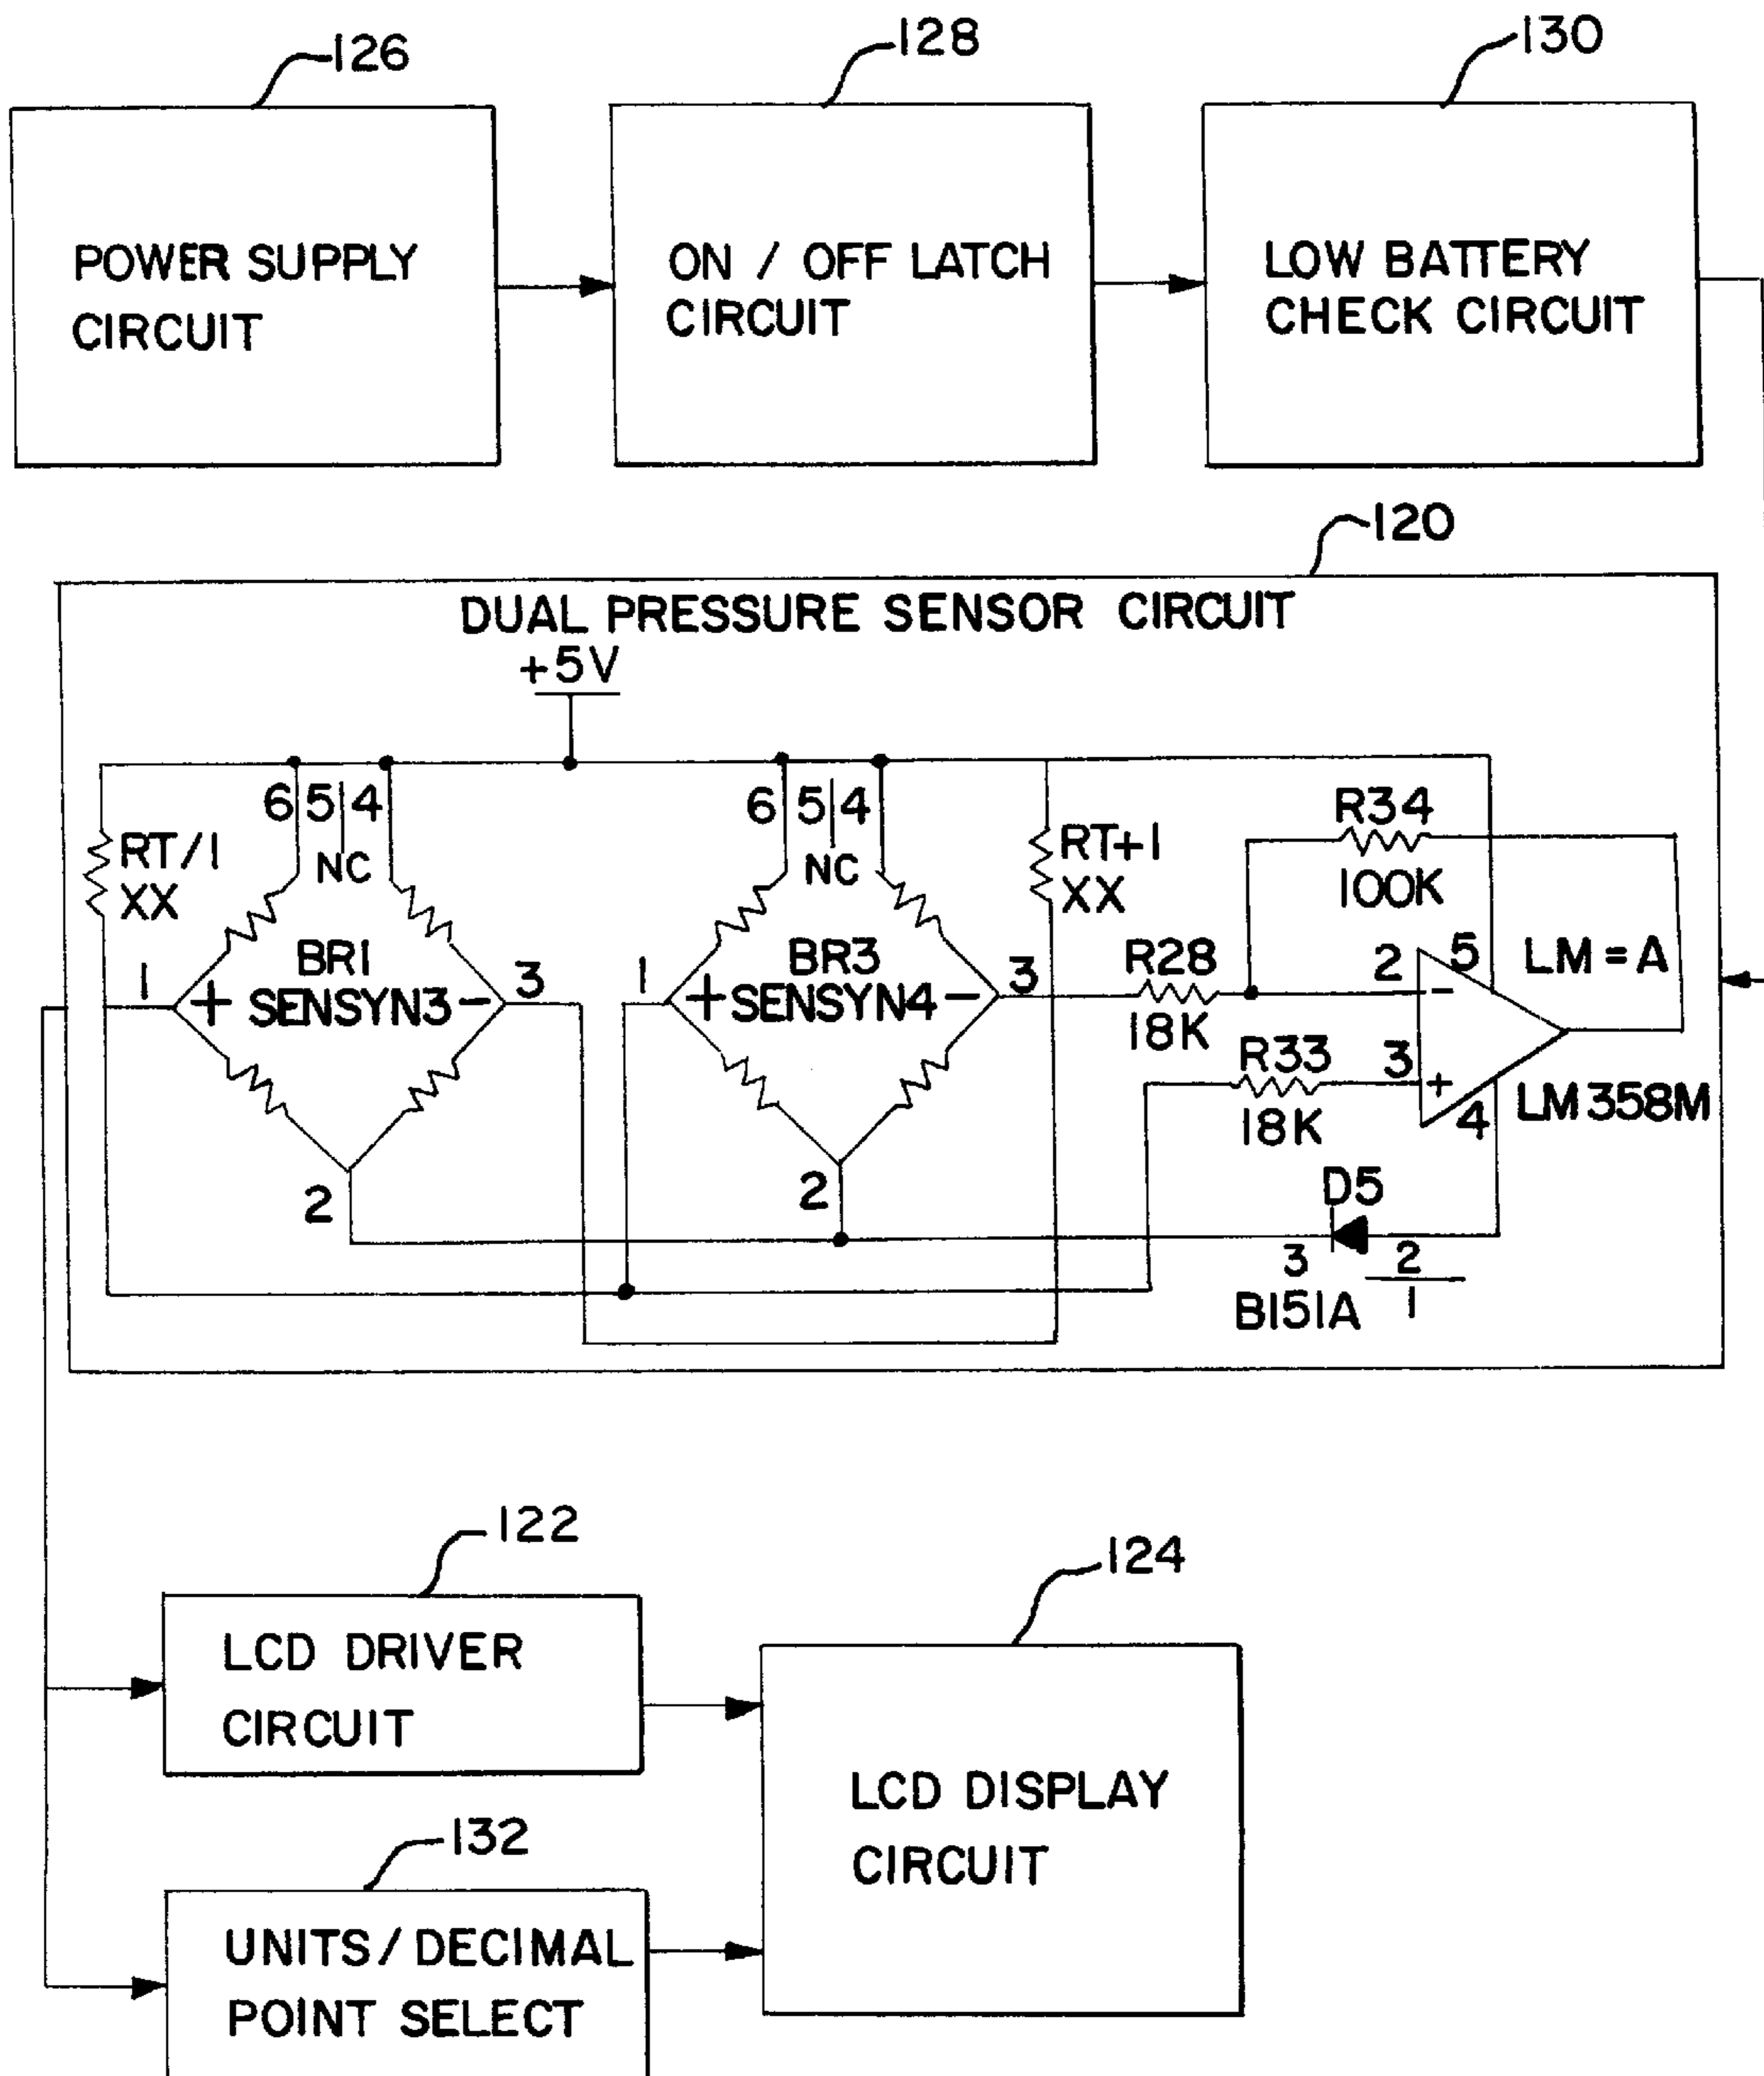 126
128
130
POWER SUPPLY
CIRCUIT
ON / OFF LATCH
CIRCUIT
LOW BATTERY
CHECK CIRCUIT
120
DUAL PRESSURE SENSOR CIRCUIT
+5V
6 5 4
NC
RT/1
XX
6 5 4
NC
RT+1
XX
R34
100K
1
+
BR1
SENSYN3
-
3
1
+
BR3
SENSYN4
-
3
R28
18K
R33
18K
2
-
5
LM=A
3
+
4
LM358M
2
2
D5
3
2
1
B151A
122
LCD DRIVER
CIRCUIT
124
LCD DISPLAY
CIRCUIT
132
UNITS/DECIMAL
POINT SELECT